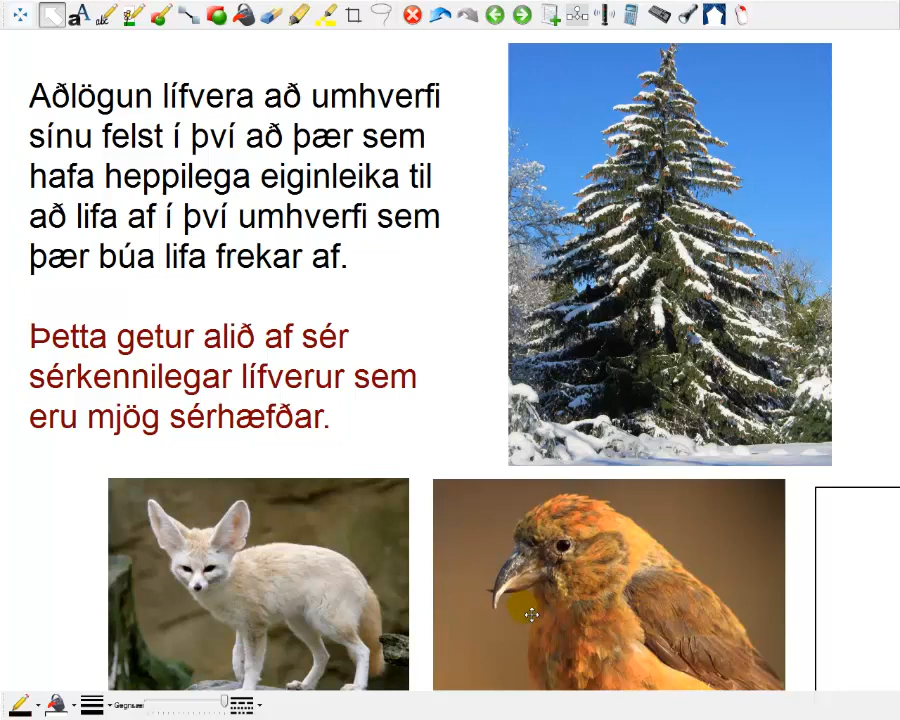 Aðlögun lífvera að umhverfi
sínu felst í því að þær sem
hafa heppilega eiginleika til
að lifa af í því umhverfi sem
þær búa lifa frekar af.
Þetta getur alið af sér
sérkennilegar lífverur sem
eru mjög sérhæfðar.